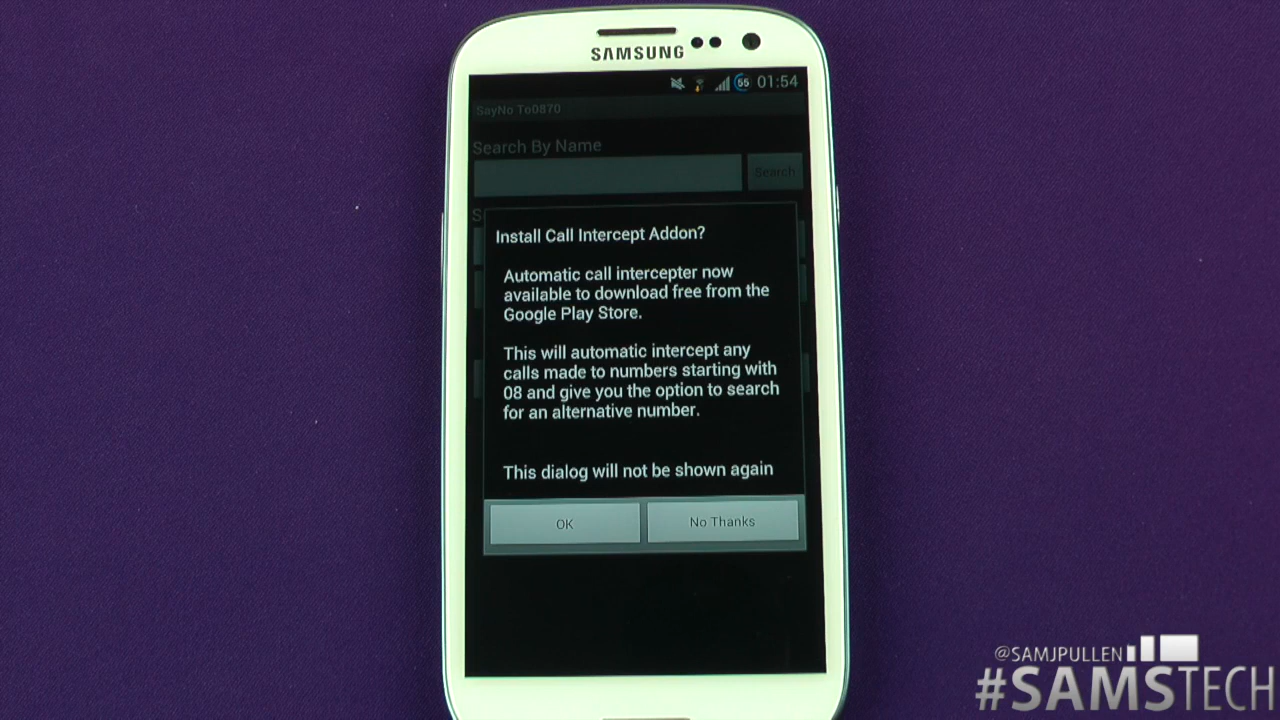 SAMSUNG
55 01:54
SayNo To0870
Search By Name
Search
S
Install Call Intercept Addon?
Automatic call intercepter now
available to download free from the
Google Play Store.
This will automatic intercept any
calls made to numbers starting with
08 and give you the option to search
for an alternative number.
This dialog will not be shown again
OK
No Thanks
@SAMJPULLEN
#SAMSTECH